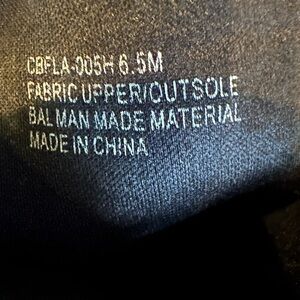 CBFLA-005H 6.5M
FABRIC UPPER/OUTSOLE
BAL MAN MADE MATERIAL
MADE IN CHINA